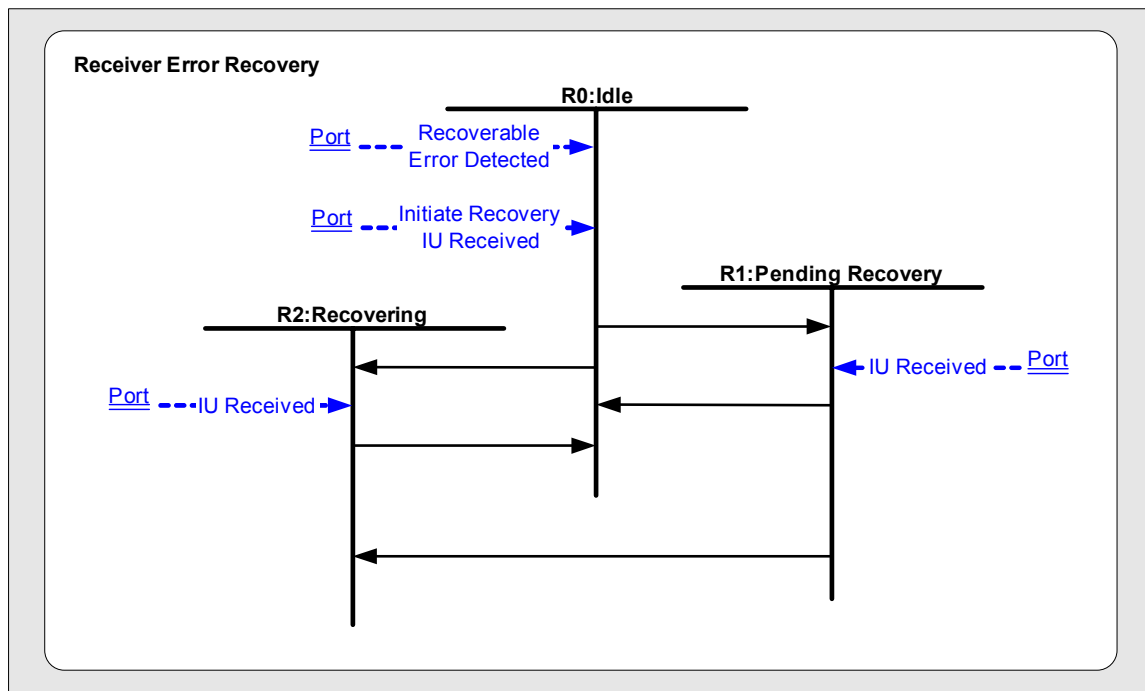 Receiver Error Recovery
R0:Idle
Port
Recoverable
Error Detected
Port
Initiate Recovery
IU Received
R1:Pending Recovery
R2:Recovering
IU Received
Port
Port
IU Received